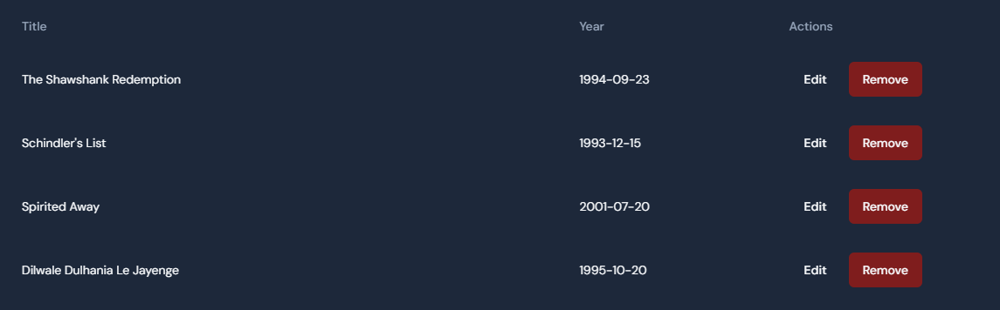 Title Year Actions
The Shawshank Redemption 1994-09-23 Edit Remove
Schindler's List 1993-12-15 Edit Remove
Spirited Away 2001-07-20 Edit Remove
Dilwale Dulhania Le Jayenge 1995-10-20 Edit Remove